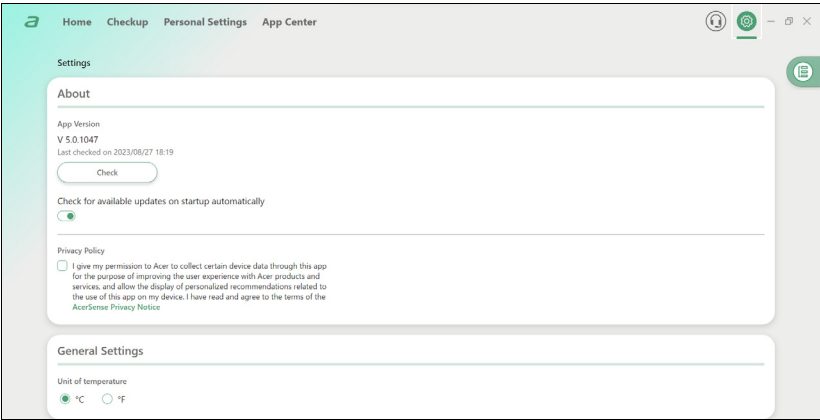 a Home Checkup Personal Settings App Center
Settings
About
App Version
V 5.0.1047
Last checked on 2023/08/27 18:19
Check
Check for available updates on startup automatically
Privacy Policy
I give my permission to Acer to collect certain device data through this app
for the purpose of improving the user experience with Acer products and
services, and allow the display of personalized recommendations related to
the use of this app on my device. I have read and agree to the terms of the
AcerSense Privacy Notice
General Settings
Unit of temperature
°C °F